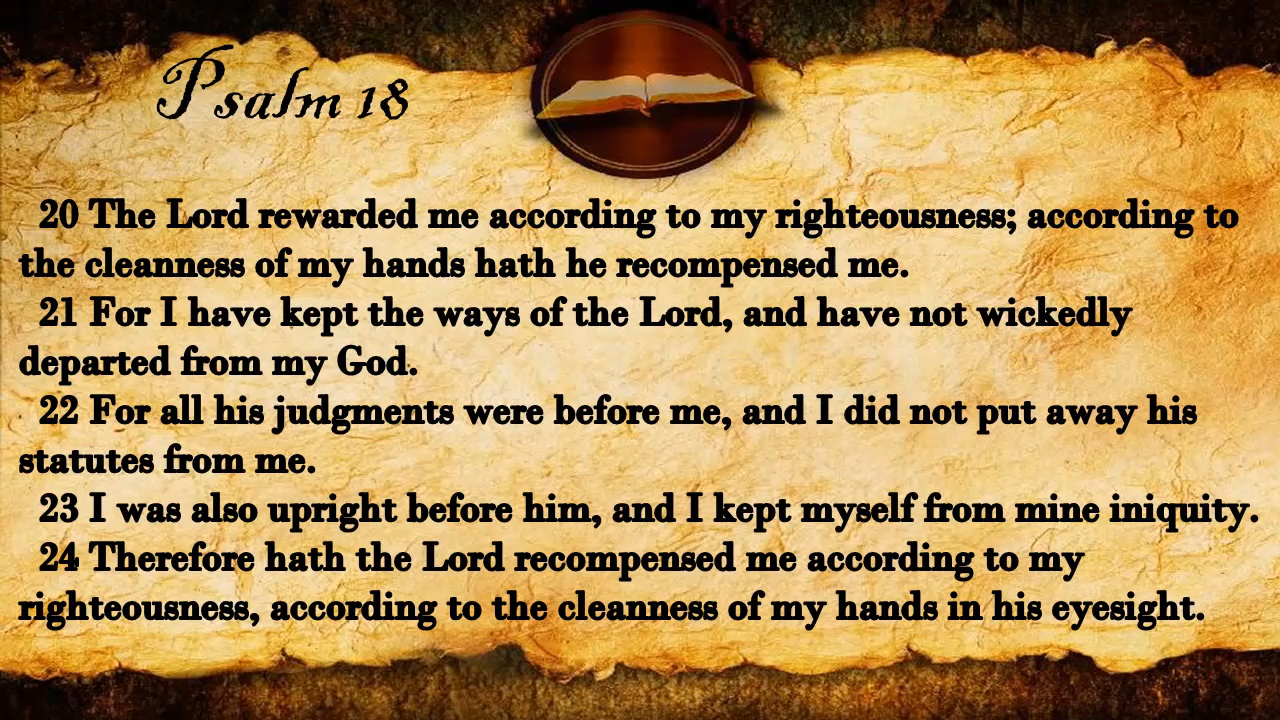 Psalm 18
20 The Lord rewarded me according to my righteousness; according to
the cleanness of my hands hath he recompensed me.
21 For I have kept the ways of the Lord, and have not wickedly
departed from my God.
22 For all his judgments were before me, and I did not put away his
statutes from me.
23 I was also upright before him, and I kept myself from mine iniquity.
24 Therefore hath the Lord recompensed me according to my
righteousness, according to the cleanness of my hands in his eyesight.